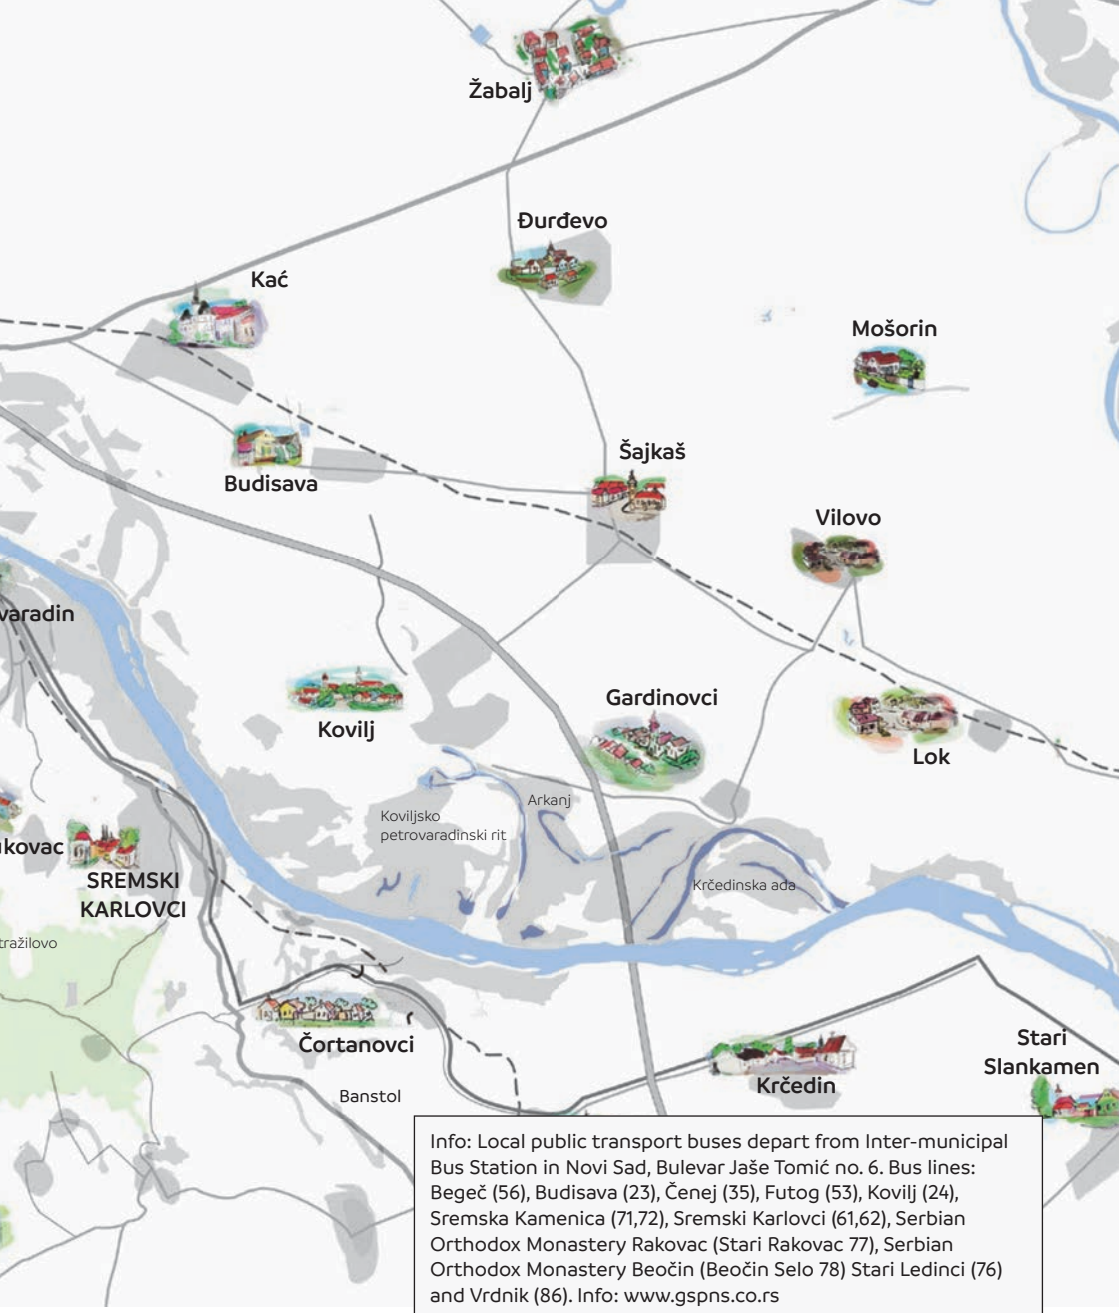 Žabalj
Đurđevo
Kać
Mošorin
Šajkaš
Budisava
Vilovo
varadin
Gardinovci
Kovilj
Lok
Arkanj
Koviljsko
petrovaradinski rit
ukovac
SREMSKI
KARLOVCI
Krčedinska ada
tražilovo
Čortanovci
Stari
Slankamen
Krčedin
Banstol
Info: Local public transport buses depart from Inter-municipal
Bus Station in Novi Sad, Bulevar Jaše Tomić no. 6. Bus lines:
Begeč (56), Budisava (23), Čenej (35), Futog (53), Kovilj (24),
Sremska Kamenica (71,72), Sremski Karlovci (61,62), Serbian
Orthodox Monastery Rakovac (Stari Rakovac 77), Serbian
Orthodox Monastery Beočin (Beočin Selo 78) Stari Ledinci (76)
and Vrdnik (86). Info: www.gspns.co.rs